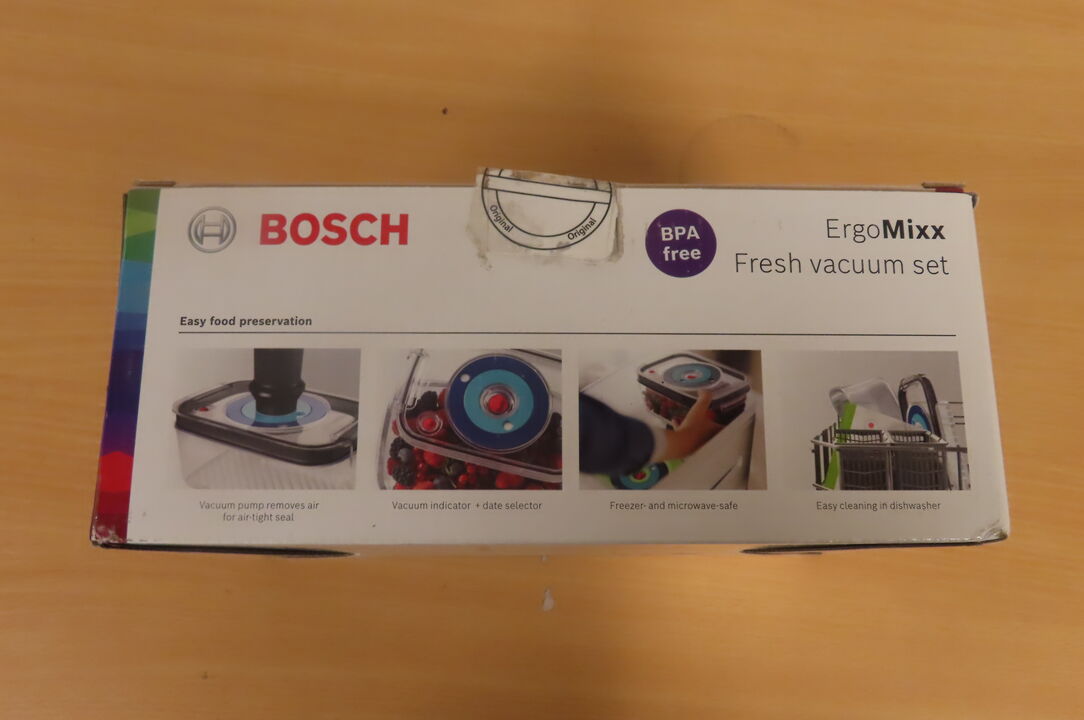 BOSCH
Original
Original
BPA
free
ErgoMixx
Fresh vacuum set
Easy food preservation
Vacuum pump removes air
for air-tight seal
Vacuum indicator + date selector
Freezer- and microwave-safe
Easy cleaning in dishwasher